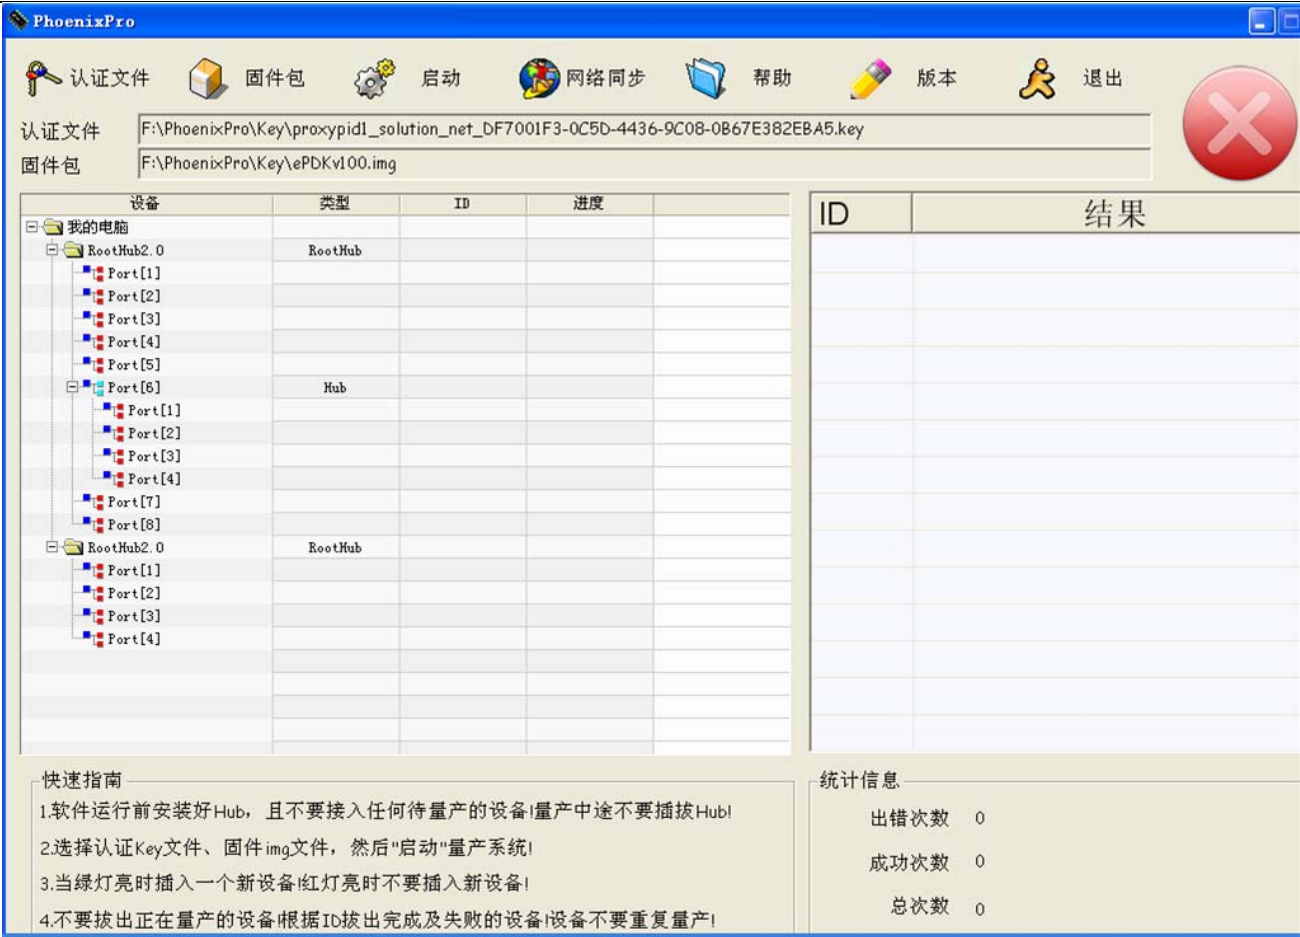 PhoenixPro
认证文件 固件包 启动 网络同步 帮助 版本 退出
认证文件 F:\PhoenixPro\Key\proxypid1_solution_net_DF7001F3-0C5D-4436-9C08-0B67E382EBA5.key
固件包 F:\PhoenixPro\Key\ePDKv100.img
设备 类型 ID 进度
我的电脑
RootHub2.0 RootHub
Port[1]
Port[2]
Port[3]
Port[4]
Port[5]
Port[6] Hub
Port[1]
Port[2]
Port[3]
Port[4]
Port[7]
Port[8]
RootHub2.0 RootHub
Port[1]
Port[2]
Port[3]
Port[4]
ID 结果
快速指南
1.软件运行前安装好Hub，且不要接入任何待量产的设备!量产中途不要插拔Hub!
2.选择认证Key文件、固件img文件，然后"启动"量产系统!
3.当绿灯亮时插入一个新设备!红灯亮时不要插入新设备!
4.不要拔出正在量产的设备!根据ID拔出完成及失败的设备!设备不要重复量产!
统计信息
出错次数 0
成功次数 0
总次数 0